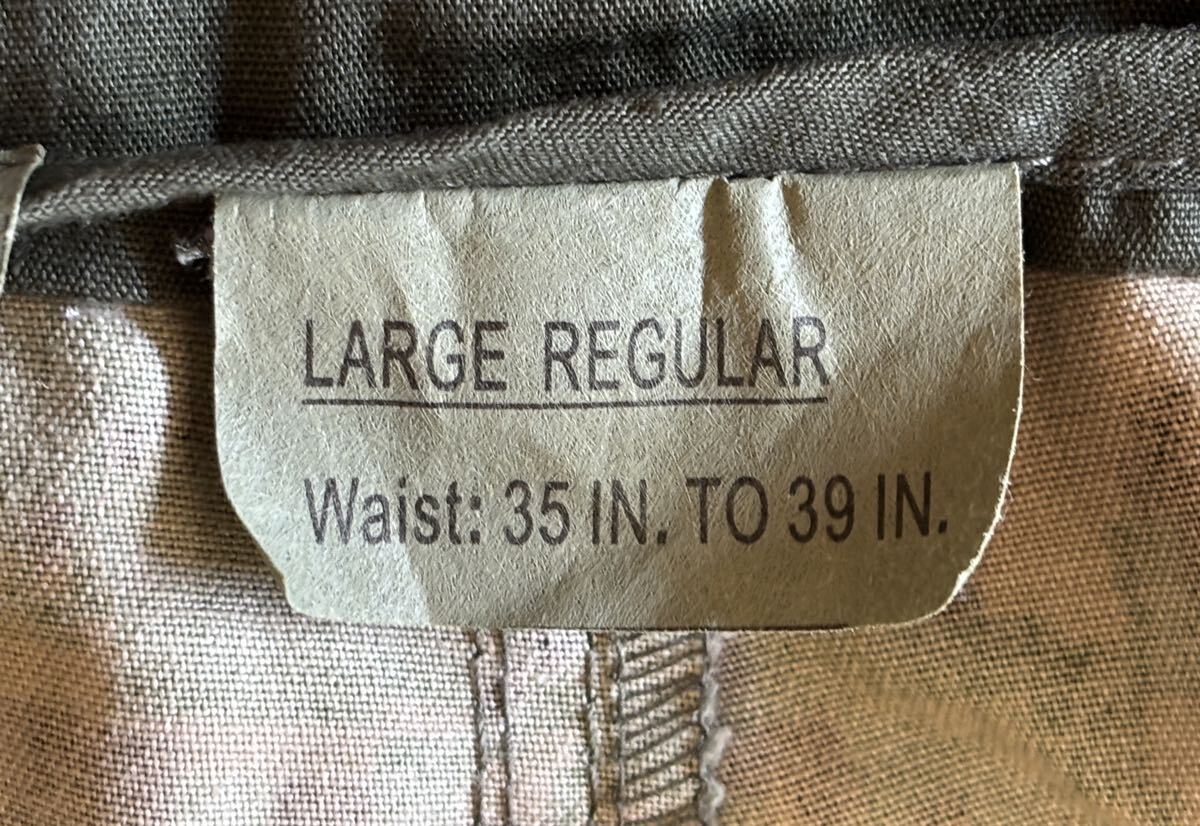 LARGE REGULAR
Waist: 35 IN. TO 39 IN.